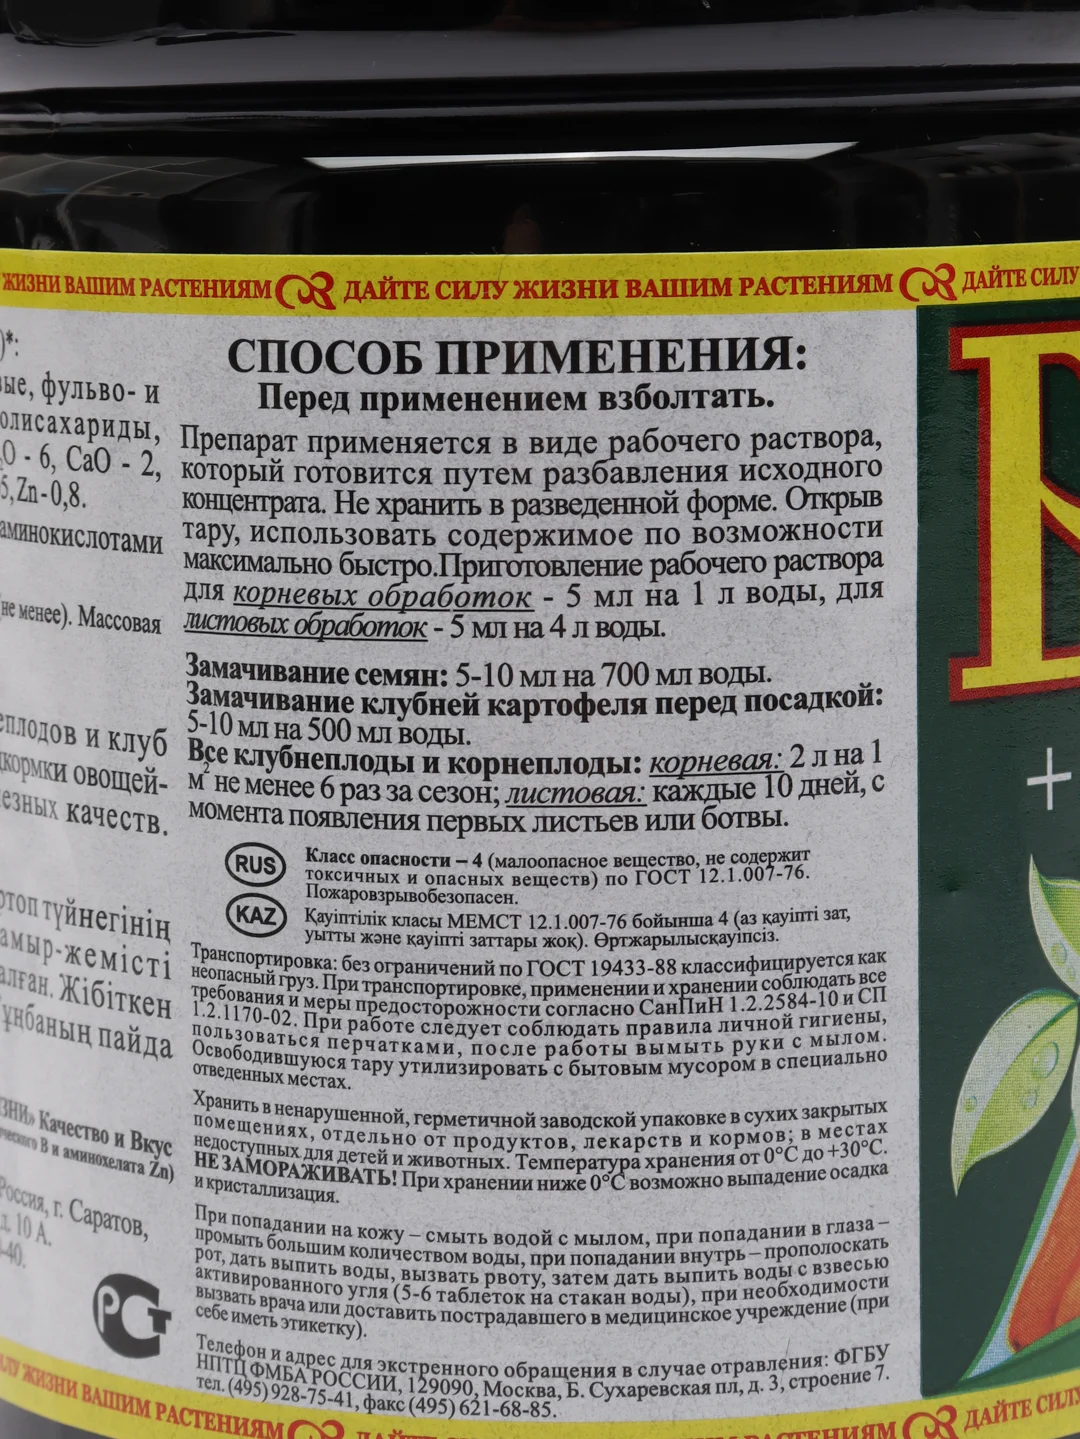 ЖИЗНИ ВАШИМ РАСТЕНИЯМ ДАЙТЕ СИЛУ ЖИЗНИ ВАШИМ РАСТЕНИЯМ ДАЙТЕ СИЛУ
)*:
фульво- и
CaO - 2,
Zn-0,8.
аминокислотами
не менее). Массовая
и клуб
овощей-
качеств.
түйнегінің
жемісті
Жібіткен
пайда
Качество и Вкус
В и аминохелата Zn)
Россия, г. Саратов,
д. 10 А.
СПОСОБ ПРИМЕНЕНИЯ:
Перед применением взболтать.
Препарат применяется в виде рабочего раствора,
который готовится путем разбавления исходного
концентрата. Не хранить в разведенной форме. Открыв
тару, использовать содержимое по возможности
максимально быстро.Приготовление рабочего раствора
для корневых обработок - 5 мл на 1 л воды, для
листовых обработок - 5 мл на 4 л воды.
Замачивание семян: 5-10 мл на 700 мл воды.
Замачивание клубней картофеля перед посадкой:
5-10 мл на 500 мл воды.
Все клубнеплоды и корнеплоды: корневая: 2 л на 1
м² не менее 6 раз за сезон; листовая: каждые 10 дней, с
момента появления первых листьев или ботвы.
RUS
Класс опасности – 4 (малоопасное вещество, не содержит
токсичных и опасных веществ) по ГОСТ 12.1.007-76.
Пожаровзрывобезопасен.
KAZ
Қауіптілік класы МЕМСТ 12.1.007-76 бойынша 4 (аз қауіпті зат,
уытты және қауіпті заттары жоқ). Өртжарылысқауіпсіз.
Транспортировка: без ограничений по ГОСТ 19433-88 классифицируется как
неопасный груз. При транспортировке, применении и хранении соблюдать все
требования и меры предосторожности согласно СанПиН 1.2.2584-10 и СП
1.2.1170-02. При работе следует соблюдать правила личной гигиены,
пользоваться перчатками, после работы вымыть руки с мылом.
Освободившуюся тару утилизировать с бытовым мусором в специально
отведенных местах.
Хранить в ненарушенной, герметичной заводской упаковке в сухих закрытых
помещениях, отдельно от продуктов, лекарств и кормов; в местах
недоступных для детей и животных. Температура хранения от 0°С до +30°С.
НЕ ЗАМОРАЖИВАТЬ! При хранении ниже 0°С возможно выпадение осадка
и кристаллизация.
При попадании на кожу – смыть водой с мылом, при попадании в глаза –
промыть большим количеством воды, при попадании внутрь – прополоскать
рот, дать выпить воды, вызвать рвоту, затем дать выпить воды с взвесью
активированного угля (5-6 таблеток на стакан воды), при необходимости
вызвать врача или доставить пострадавшего в медицинское учреждение (при
себе иметь этикетку).
Телефон и адрес для экстренного обращения в случае отравления: ФГБУ
НПТЦ ФМБА РОССИИ, 129090, Москва, Б. Сухаревская пл, д. 3, строение 7.
тел. (495) 928-75-41, факс (495) 621-68-85.
+
ЖИЗНИ ВАШИМ РАСТЕНИЯМ ДАЙТЕ СИЛУ